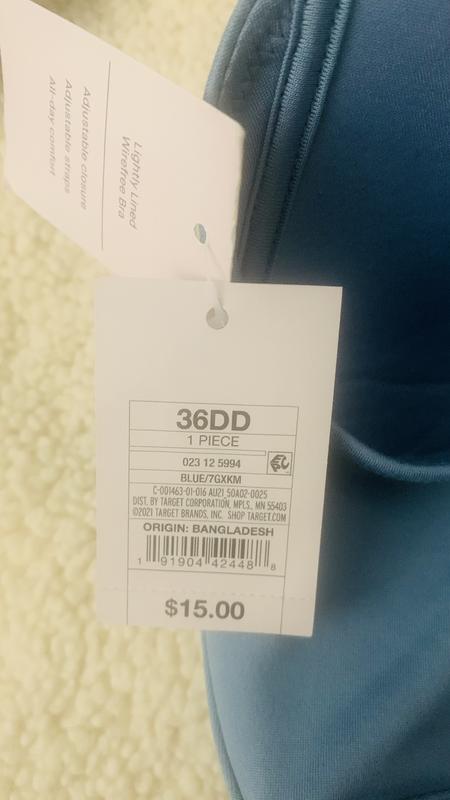 Lightly Lined
Wirefree Bra
Adjustable closure
Adjustable straps
All-day comfort
36DD
1 PIECE
023 12 5994
BLUE/7GXKM
C-001463-01-016 AU21_50A02-0025
DIST. BY TARGET CORPORATION, MPLS., MN 55403
©2021 TARGET BRANDS, INC. SHOP TARGET.COM
ORIGIN: BANGLADESH
1 91904 42448 8
$15.00